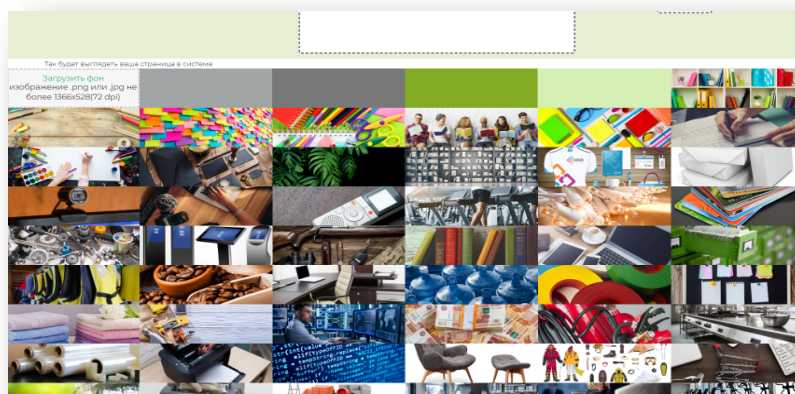 Так будет выглядеть ваша страница в системе
Загрузить фон
изображение .png или .jpg не
более 1366x528(72 dpi)